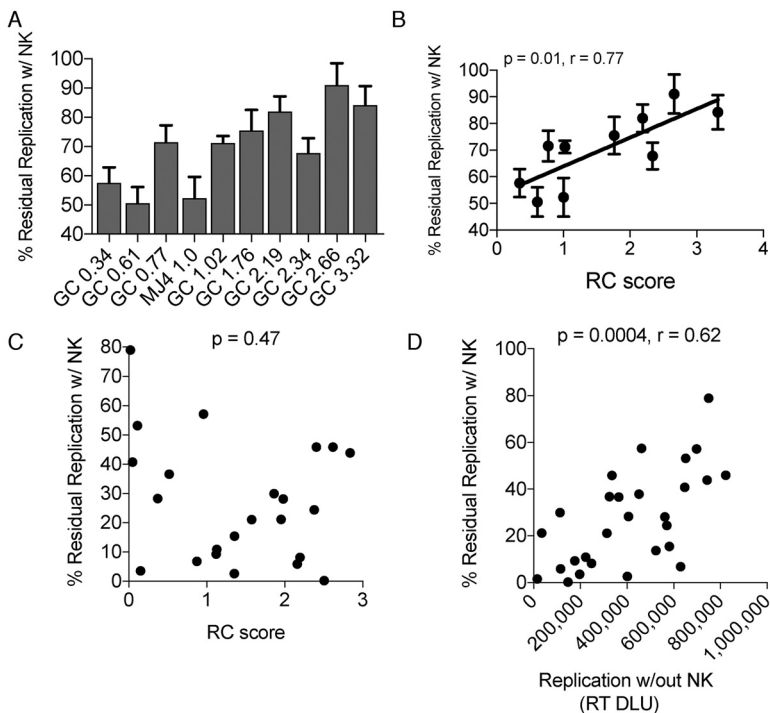 A
% Residual Replication w/ NK
100
90
80
70
60
50
40
GC 0.34
GC 0.61
GC 0.77
MJ4 1.0
GC 1.02
GC 1.76
GC 2.19
GC 2.34
GC 2.66
GC 3.32
B
p = 0.01, r = 0.77
% Residual Replication w/ NK
100
90
80
70
60
50
40
0 1 2 3 4
RC score
C
p = 0.47
% Residual Replication w/ NK
80
70
60
50
40
30
20
10
0
0 1 2 3
RC score
D
p = 0.0004, r = 0.62
% Residual Replication w/ NK
100
80
60
40
20
0
0
200,000
400,000
600,000
800,000
1,000,000
Replication w/out NK
(RT DLU)